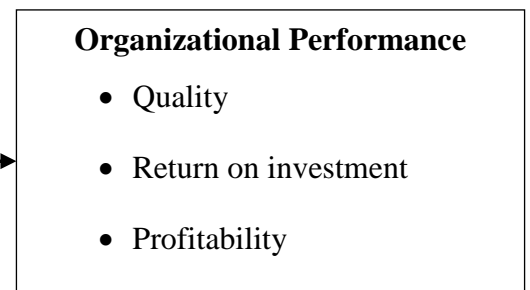 Organizational Performance
• Quality
• Return on investment
• Profitability